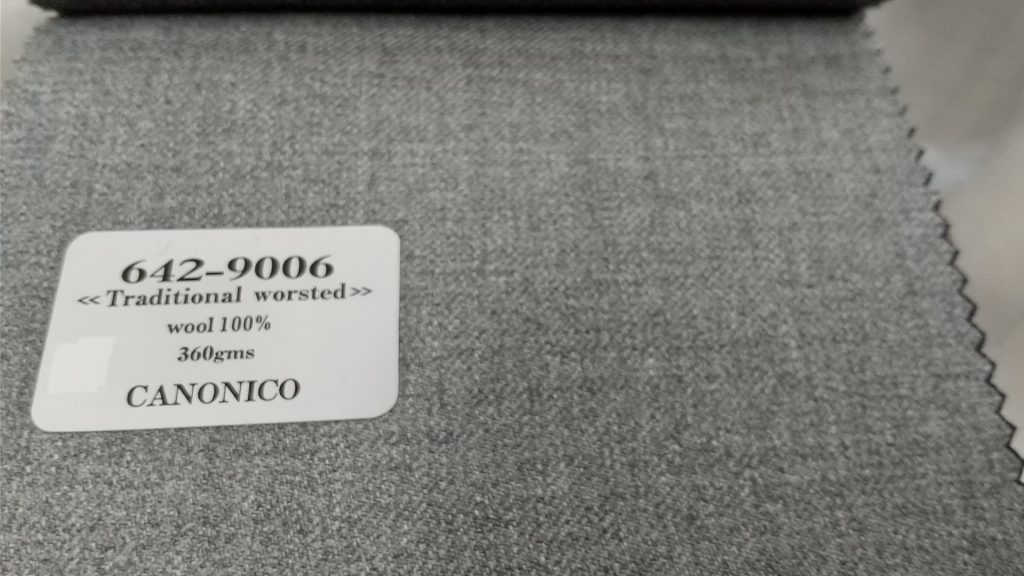 642-9006
<<Traditional worsted>>
wool 100%
360gms
CANONICO